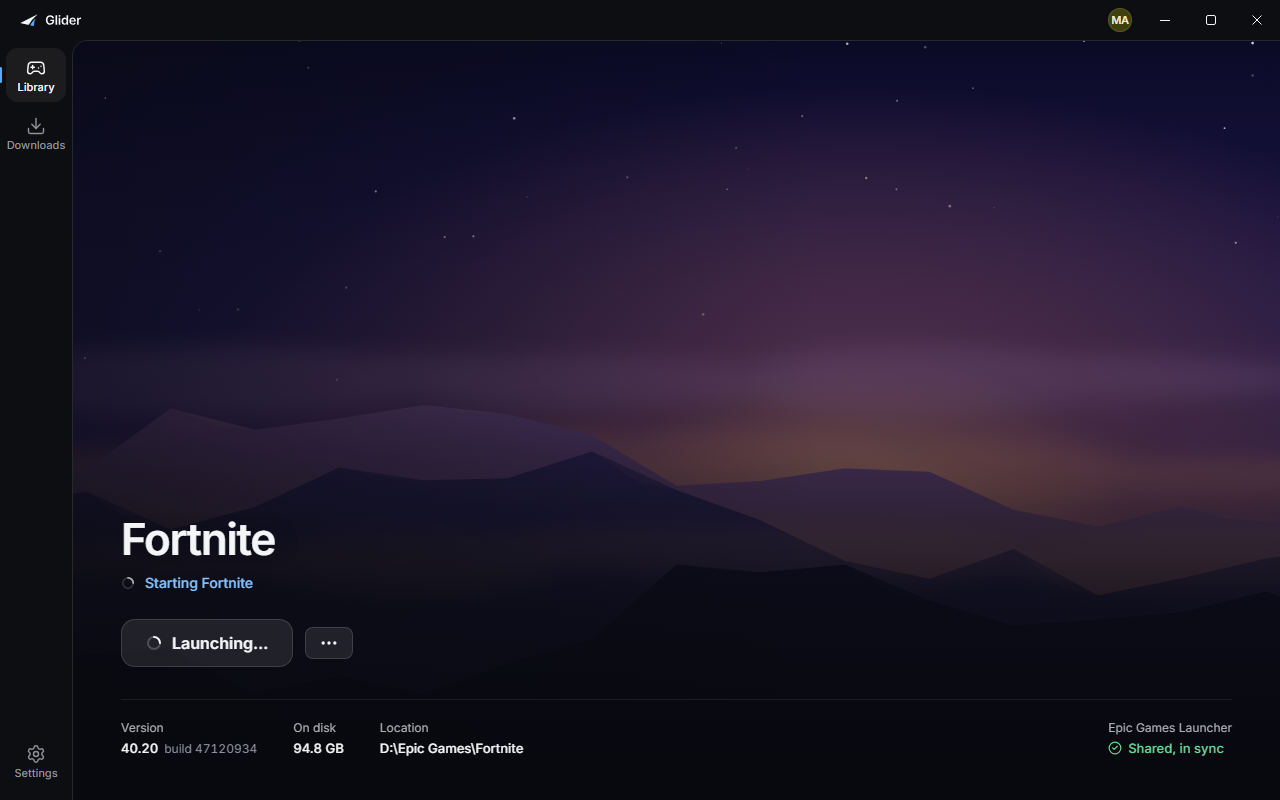 Glider
MA
Library
Downloads
Fortnite
Starting Fortnite
Launching...
Version
On disk
Location
Epic Games Launcher
40.20 build 47120934
94.8 GB
D:\Epic Games\Fortnite
Shared, in sync
Settings